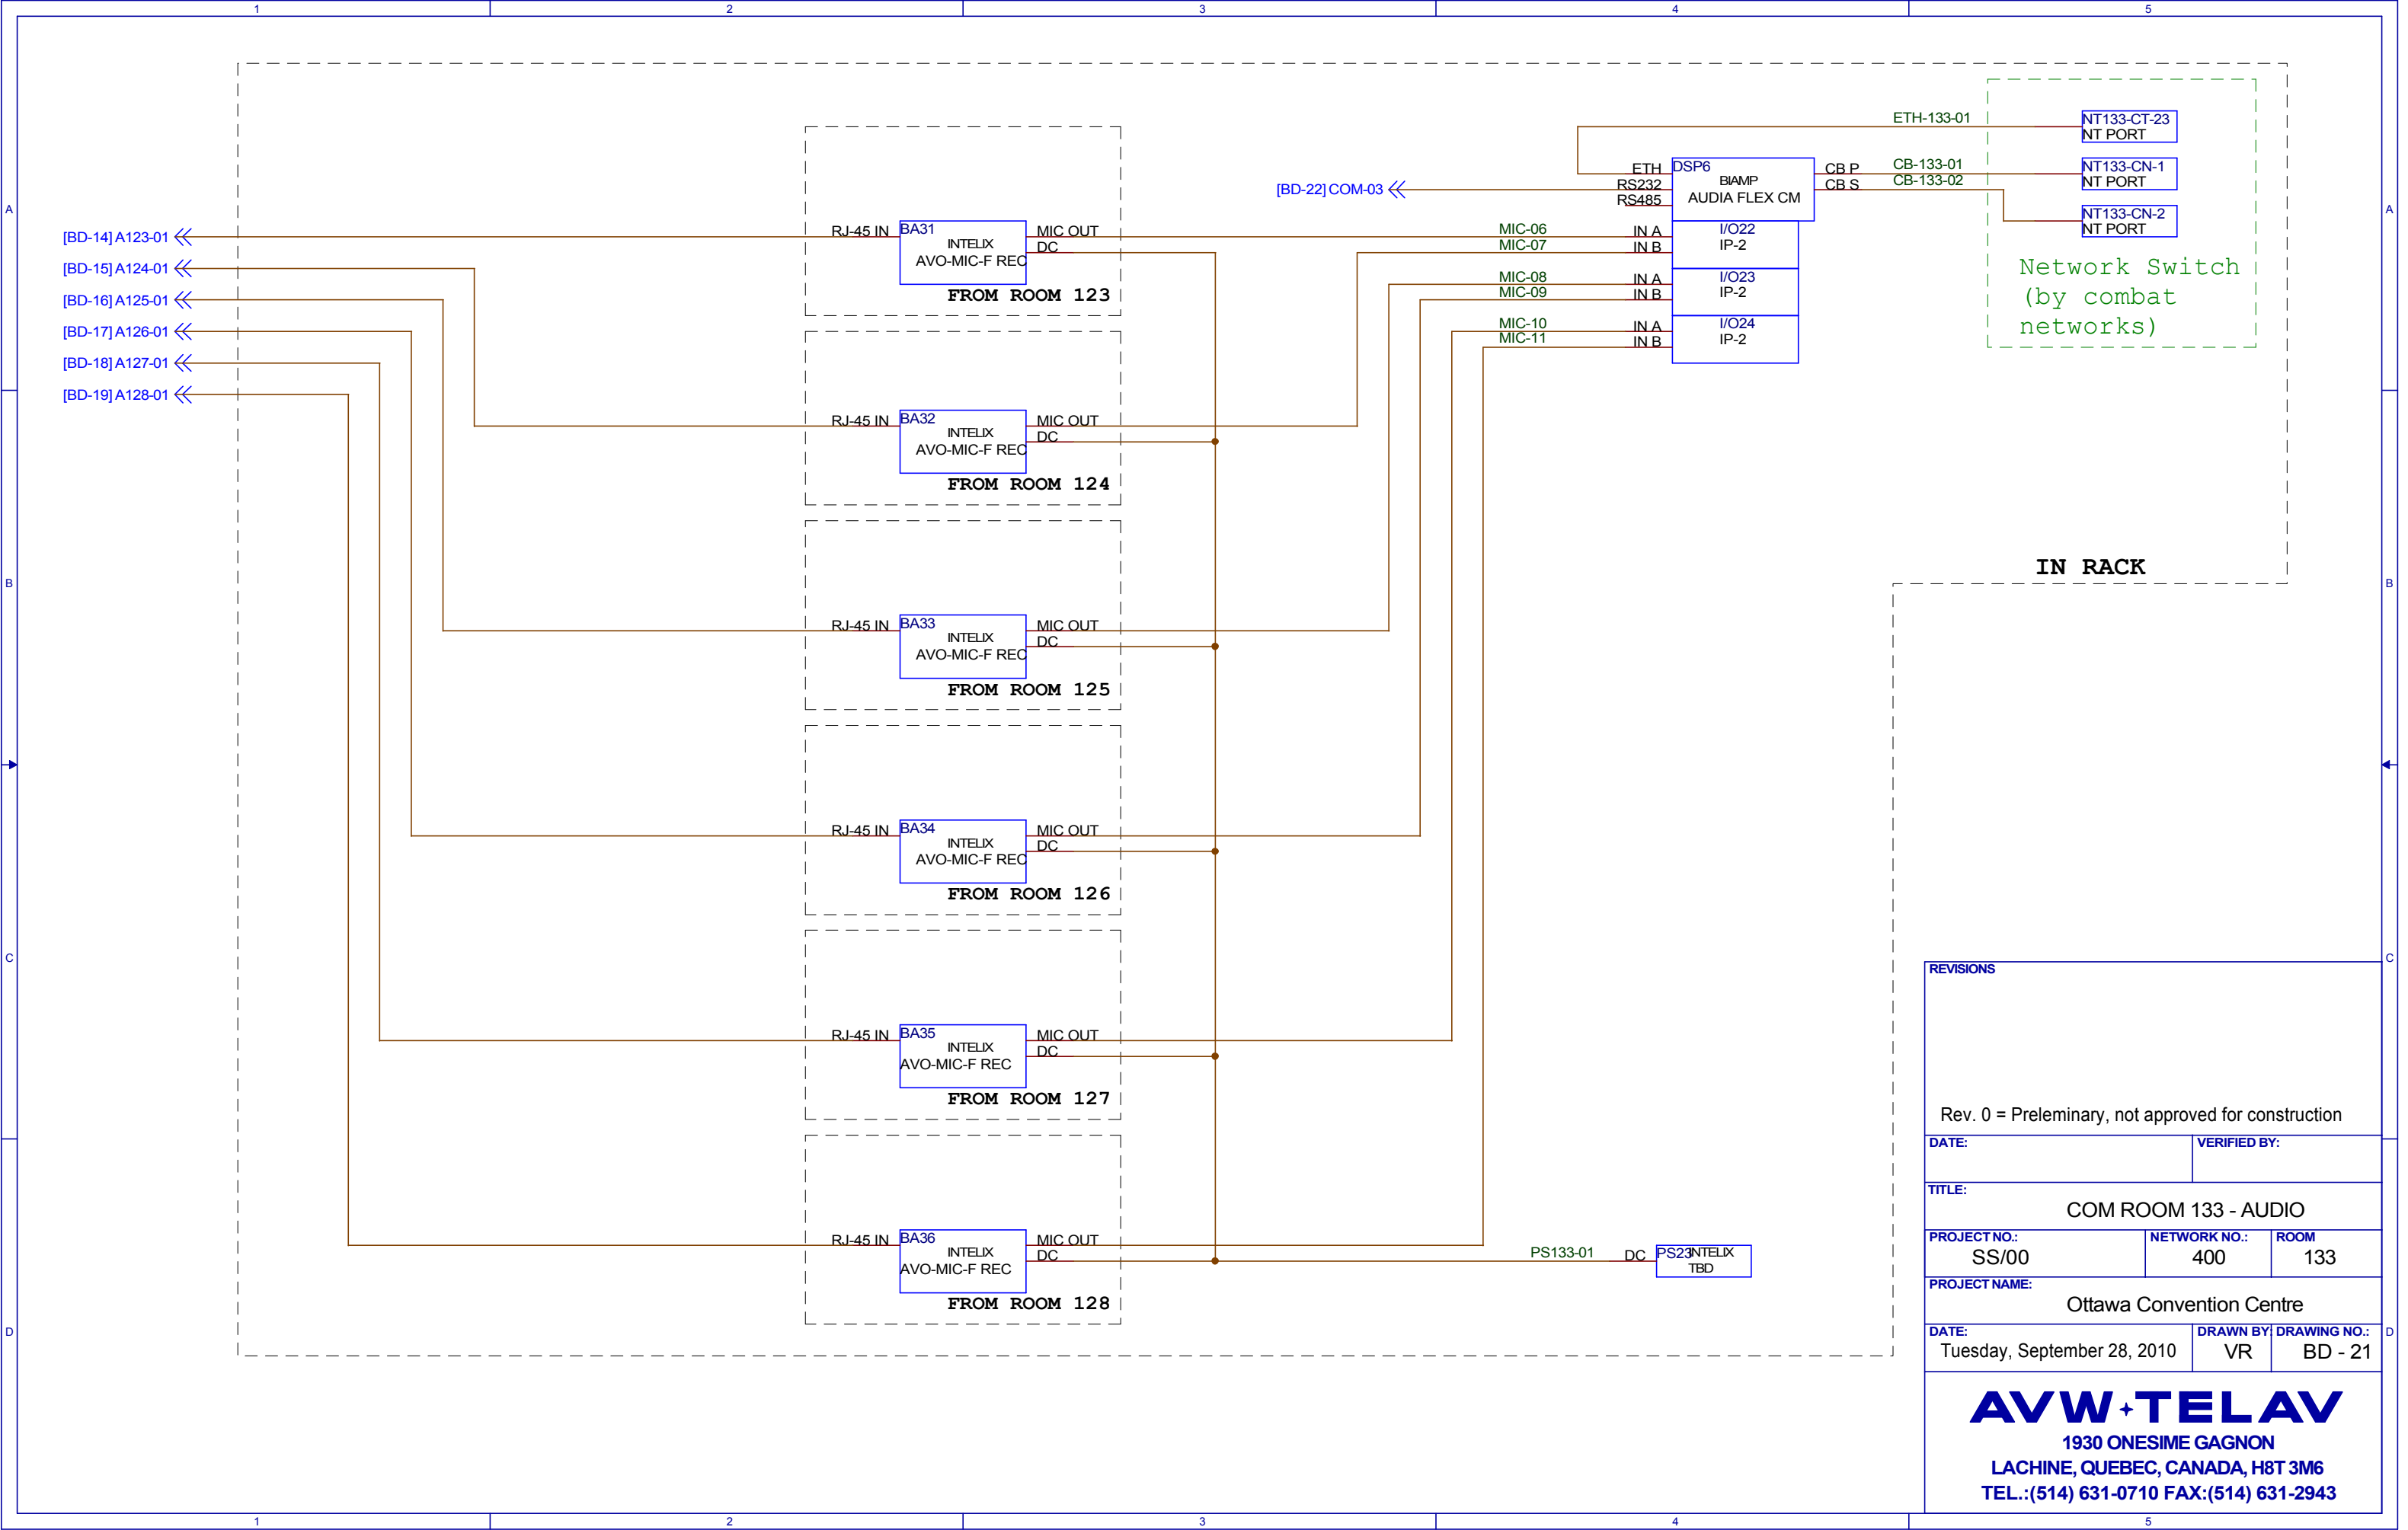 1 2 3 4 5
A
B
C
D
[BD-14] A123-01
[BD-15] A124-01
[BD-16] A125-01
[BD-17] A126-01
[BD-18] A127-01
[BD-19] A128-01
RJ-45 IN
BA31
INTELIX
AVO-MIC-F REC
MIC OUT
DC
FROM ROOM 123
RJ-45 IN
BA32
INTELIX
AVO-MIC-F REC
MIC OUT
DC
FROM ROOM 124
RJ-45 IN
BA33
INTELIX
AVO-MIC-F REC
MIC OUT
DC
FROM ROOM 125
RJ-45 IN
BA34
INTELIX
AVO-MIC-F REC
MIC OUT
DC
FROM ROOM 126
RJ-45 IN
BA35
INTELIX
AVO-MIC-F REC
MIC OUT
DC
FROM ROOM 127
RJ-45 IN
BA36
INTELIX
AVO-MIC-F REC
MIC OUT
DC
FROM ROOM 128
[BD-22] COM-03
ETH
RS232
RS485
DSP6
BIAMP
AUDIA FLEX CM
CB P
CB S
ETH-133-01
CB-133-01
CB-133-02
MIC-06
MIC-07
MIC-08
MIC-09
MIC-10
MIC-11
IN A
IN B
I/O22
IP-2
IN A
IN B
I/O23
IP-2
IN A
IN B
I/O24
IP-2
NT133-CT-23
NT PORT
NT133-CN-1
NT PORT
NT133-CN-2
NT PORT
Network Switch
(by combat
networks)
IN RACK
PS133-01
DC
PS23
INTELIX
TBD
A
B
C
D
REVISIONS
Rev. 0 = Preleminary, not approved for construction
DATE:
VERIFIED BY:
TITLE:
COM ROOM 133 - AUDIO
PROJECT NO.:
SS/00
NETWORK NO.:
400
ROOM
133
PROJECT NAME:
Ottawa Convention Centre
DATE:
Tuesday, September 28, 2010
DRAWN BY:
VR
DRAWING NO.:
BD - 21
AVW+TELAV
1930 ONESIME GAGNON
LACHINE, QUEBEC, CANADA, H8T 3M6
TEL.:(514) 631-0710 FAX:(514) 631-2943
1 2 3 4 5